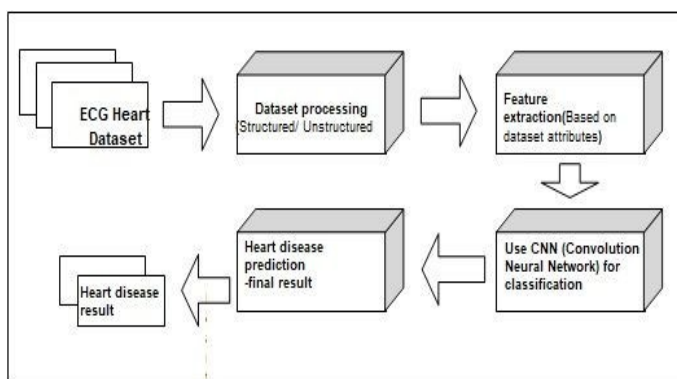 ECG Heart
Dataset
Dataset processing
(Structured/ Unstructured
Feature
extraction(Based on
dataset attributes)
Use CNN (Convolution
Neural Network) for
classification
Heart disease
prediction
-final result
Heart disease
result